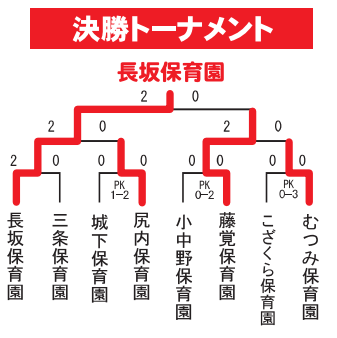 決勝トーナメント
長坂保育園
2 0
2 0 2 0
2 0 0 0 0 0 0 0
PK 1-2
PK 0-2
PK 0-3
長坂保育園
三条保育園
城下保育園
尻内保育園
小中野保育園
藤覚保育園
こざくら保育園
むつみ保育園